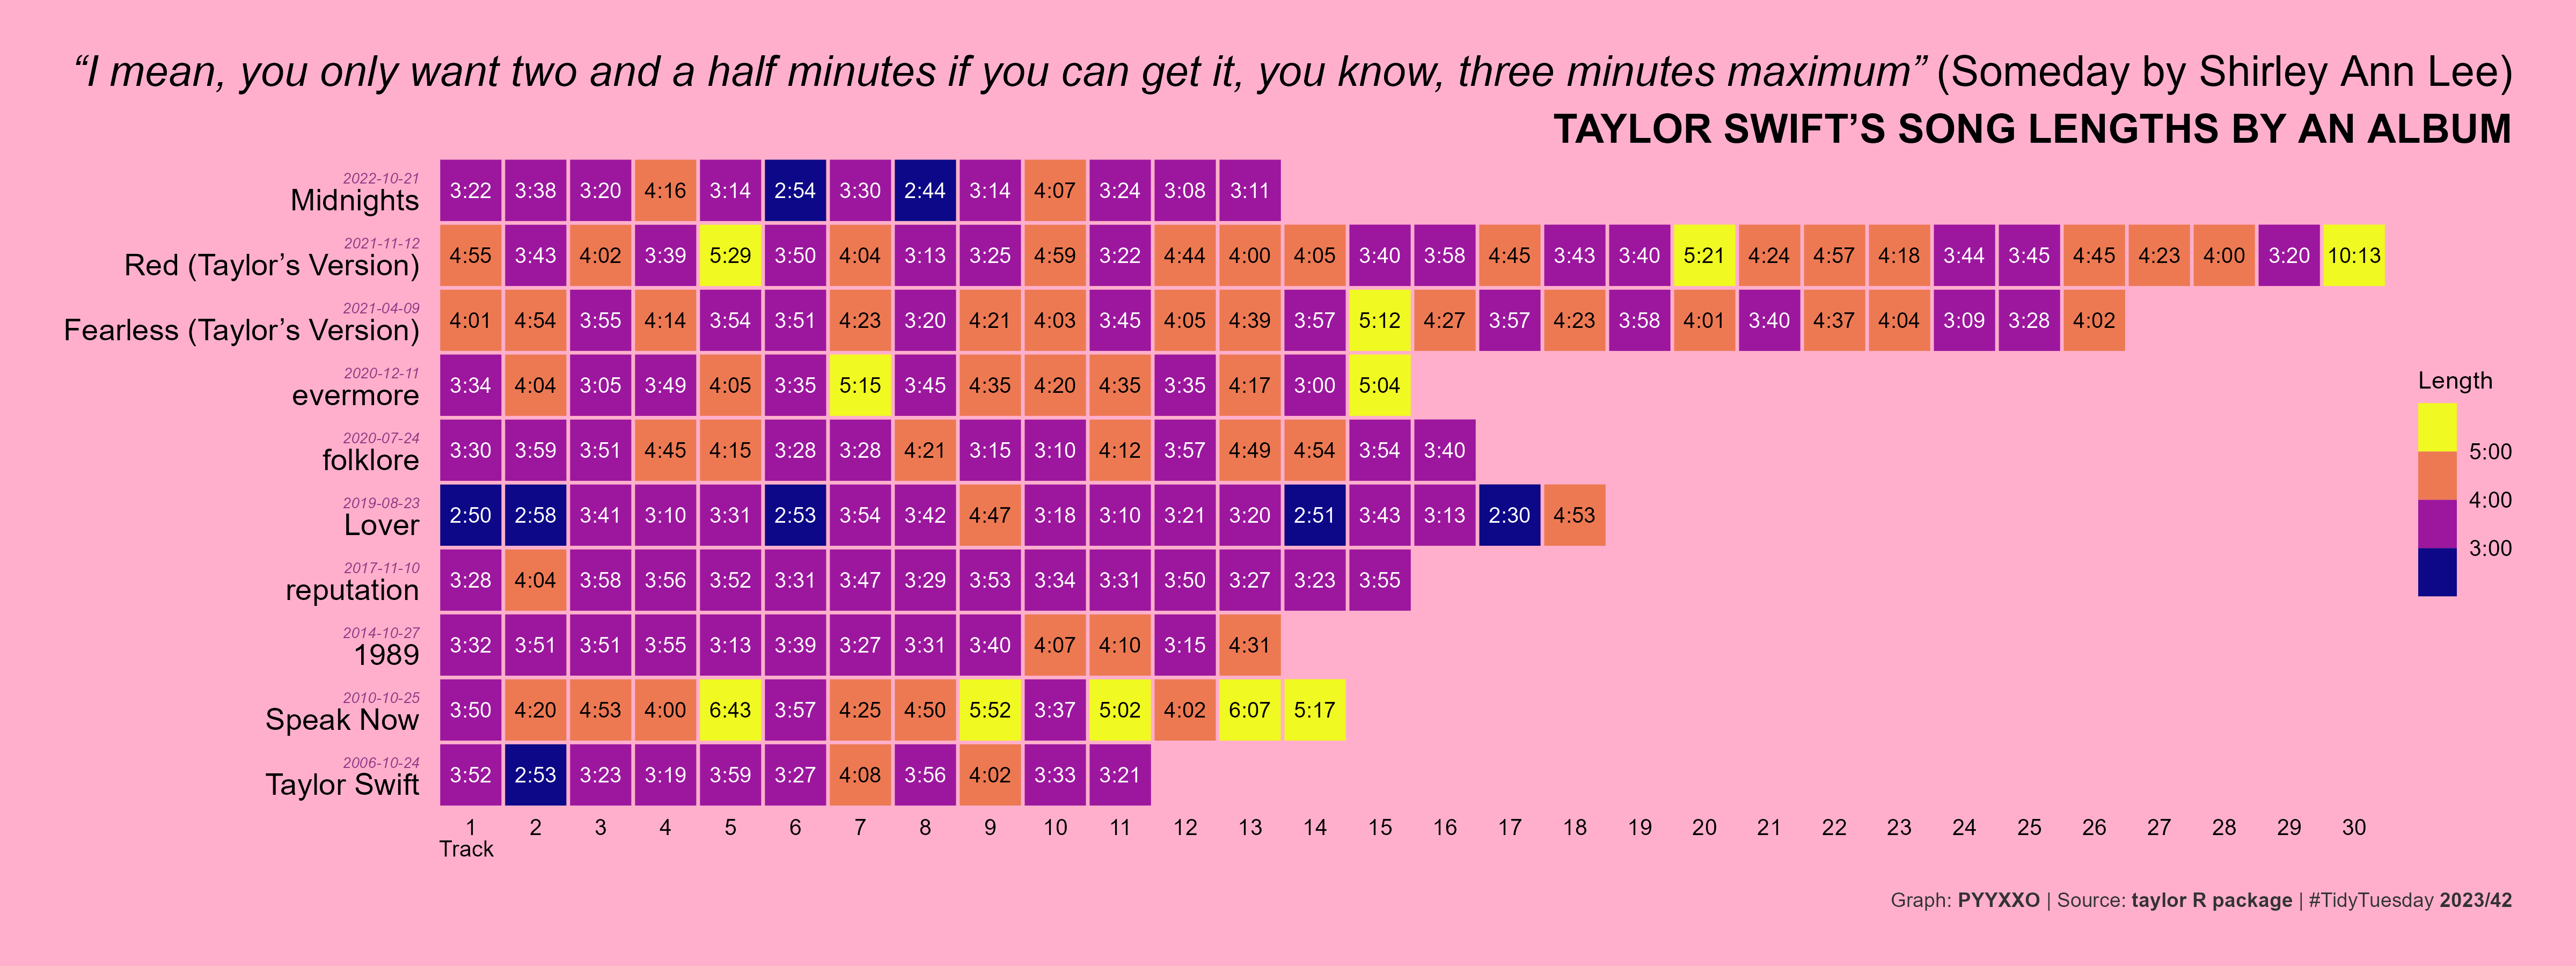 “I mean, you only want two and a half minutes if you can get it, you know, three minutes maximum” (Someday by Shirley Ann Lee)
TAYLOR SWIFT’S SONG LENGTHS BY AN ALBUM
2022-10-21
Midnights 3:22 3:38 3:20 4:16 3:14 2:54 3:30 2:44 3:14 4:07 3:24 3:08 3:11
2021-11-12
Red (Taylor’s Version) 4:55 3:43 4:02 3:39 5:29 3:50 4:04 3:13 3:25 4:59 3:22 4:44 4:00 4:05 3:40 3:58 4:45 3:43 3:40 5:21 4:24 4:57 4:18 3:44 3:45 4:45 4:23 4:00 3:20 10:13
2021-04-09
Fearless (Taylor’s Version) 4:01 4:54 3:55 4:14 3:54 3:51 4:23 3:20 4:21 4:03 3:45 4:05 4:39 3:57 5:12 4:27 3:57 4:23 3:58 4:01 3:40 4:37 4:04 3:09 3:28 4:02
2020-12-11
evermore 3:34 4:04 3:05 3:49 4:05 3:35 5:15 3:45 4:35 4:20 4:35 3:35 4:17 3:00 5:04
2020-07-24
folklore 3:30 3:59 3:51 4:45 4:15 3:28 3:28 4:21 3:15 3:10 4:12 3:57 4:49 4:54 3:54 3:40
2019-08-23
Lover 2:50 2:58 3:41 3:10 3:31 2:53 3:54 3:42 4:47 3:18 3:10 3:21 3:20 2:51 3:43 3:13 2:30 4:53
2017-11-10
reputation 3:28 4:04 3:58 3:56 3:52 3:31 3:47 3:29 3:53 3:34 3:31 3:50 3:27 3:23 3:55
2014-10-27
1989 3:32 3:51 3:51 3:55 3:13 3:39 3:27 3:31 3:40 4:07 4:10 3:15 4:31
2010-10-25
Speak Now 3:50 4:20 4:53 4:00 6:43 3:57 4:25 4:50 5:52 3:37 5:02 4:02 6:07 5:17
2006-10-24
Taylor Swift 3:52 2:53 3:23 3:19 3:59 3:27 4:08 3:56 4:02 3:33 3:21
1 2 3 4 5 6 7 8 9 10 11 12 13 14 15 16 17 18 19 20 21 22 23 24 25 26 27 28 29 30
Track
Length
5:00
4:00
3:00
Graph: PYYXXO | Source: taylor R package | #TidyTuesday 2023/42